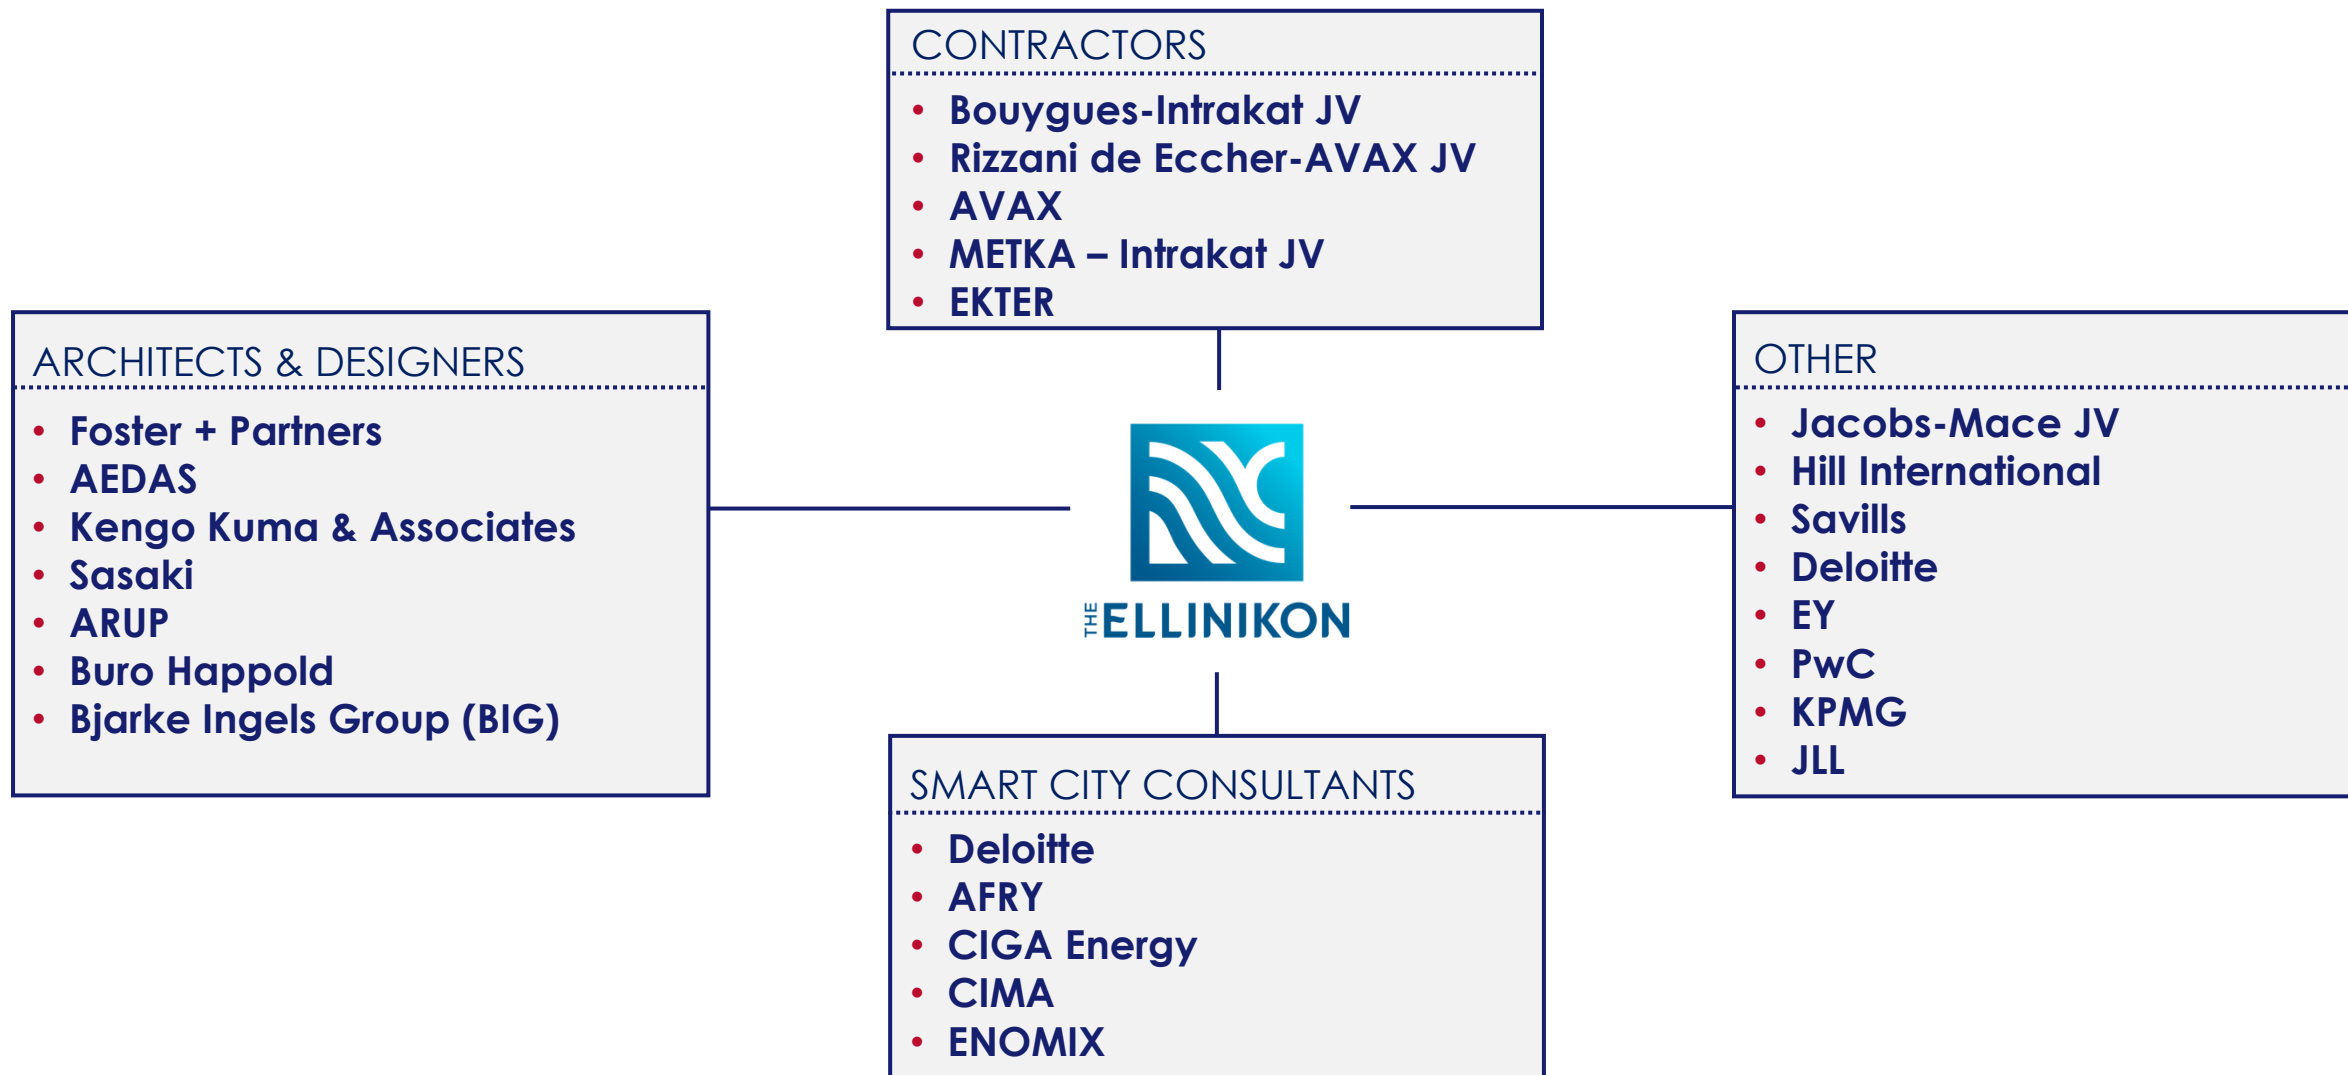 CONTRACTORS
• Bouygues-Intrakat JV
• Rizzani de Eccher-AVAX JV
• AVAX
• METKA – Intrakat JV
• EKTER
ARCHITECTS & DESIGNERS
• Foster + Partners
• AEDAS
• Kengo Kuma & Associates
• Sasaki
• ARUP
• Buro Happold
• Bjarke Ingels Group (BIG)
THE ELLINIKON
OTHER
• Jacobs-Mace JV
• Hill International
• Savills
• Deloitte
• EY
• PwC
• KPMG
• JLL
SMART CITY CONSULTANTS
• Deloitte
• AFRY
• CIGA Energy
• CIMA
• ENOMIX